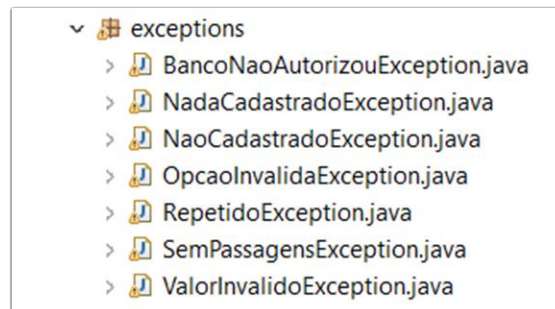 exceptions
BancoNaoAutorizouException.java
NadaCadastradoException.java
NaoCadastradoException.java
OpcaoInvalidaException.java
RepetidoException.java
SemPassagensException.java
ValorInvalidoException.java